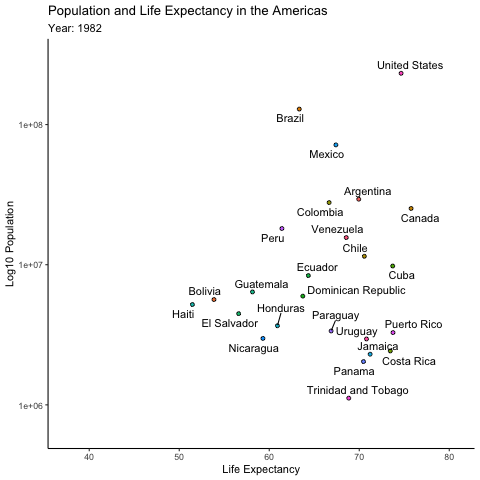 Population and Life Expectancy in the Americas
Year: 1982
United States
Brazil
Mexico
Argentina
Colombia
Canada
Venezuela
Peru
Chile
Ecuador
Cuba
Guatemala
Dominican Republic
Bolivia
Honduras
Haiti
Paraguay
El Salvador
Puerto Rico
Uruguay
Nicaragua
Jamaica
Costa Rica
Panama
Trinidad and Tobago
1e+08
1e+07
1e+06
Log10 Population
40 50 60 70 80
Life Expectancy